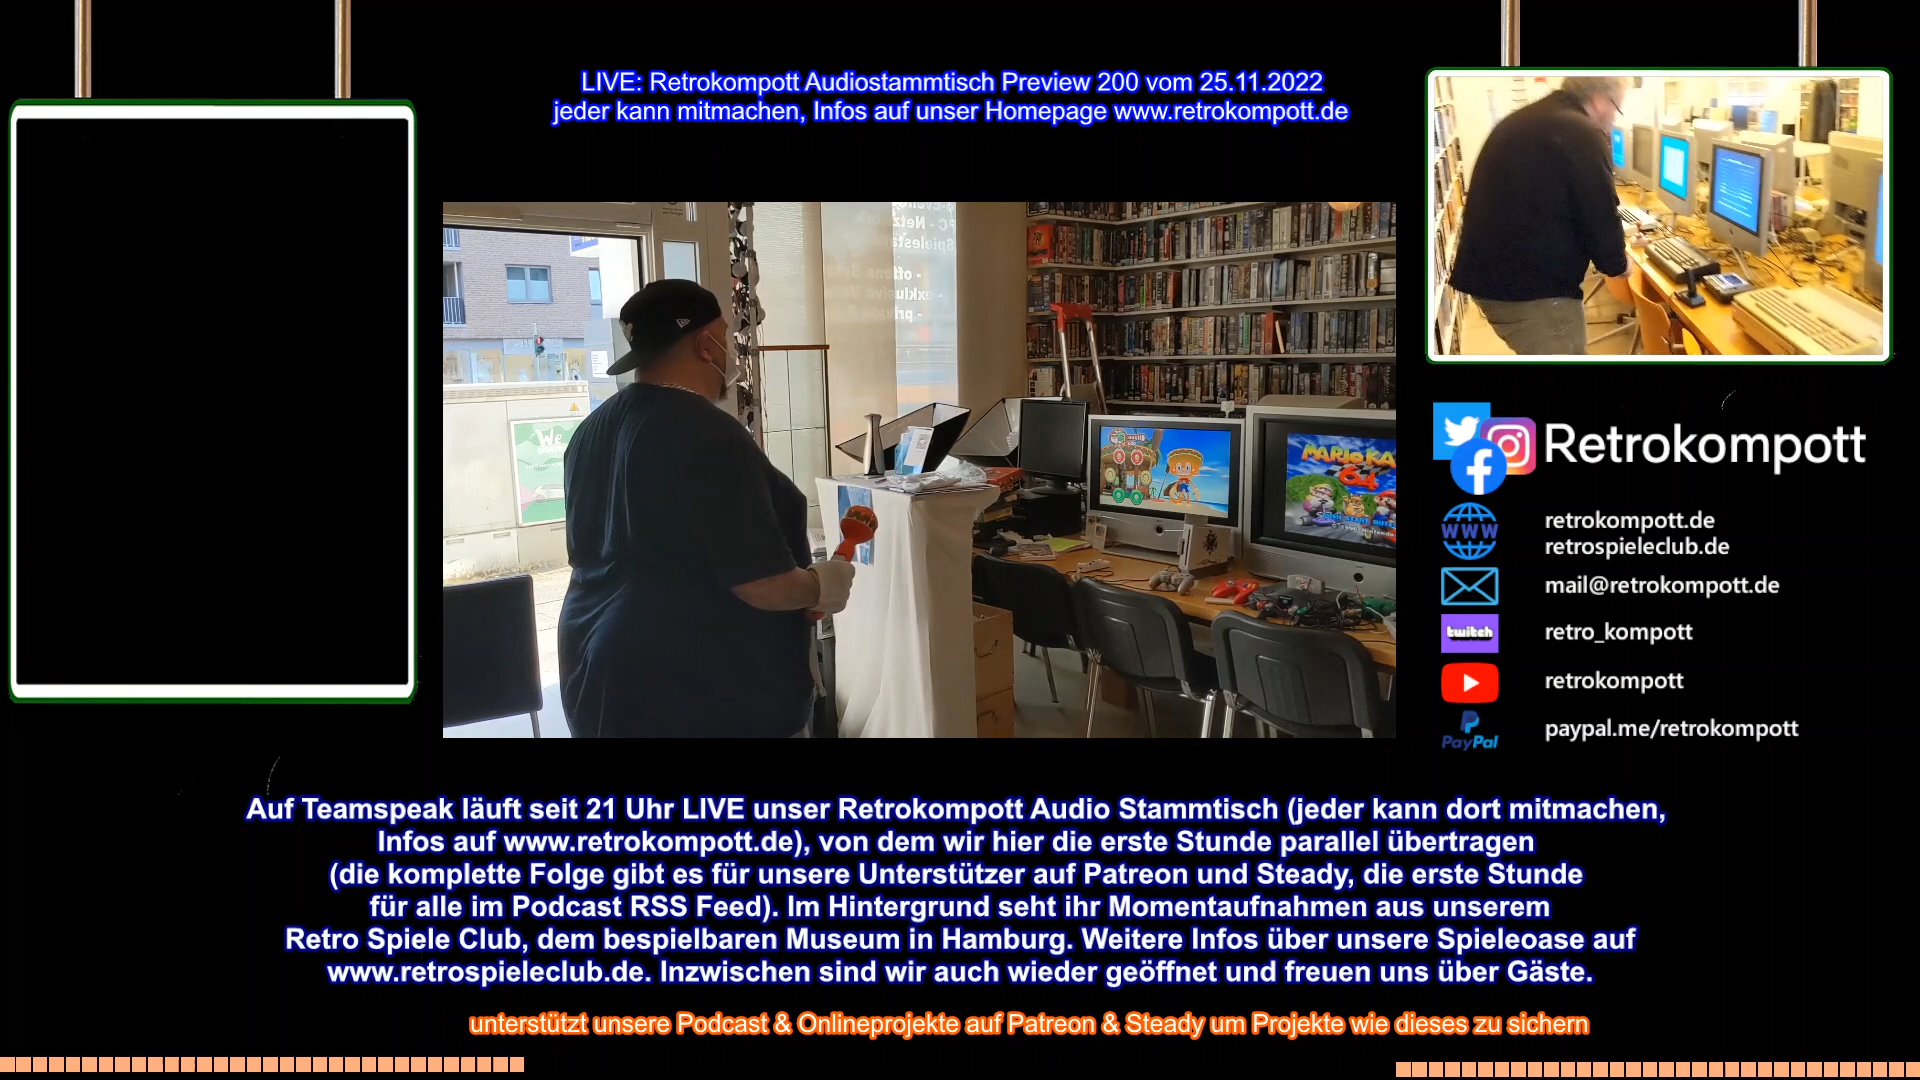 LIVE: Retrokompott Audiostammtisch Preview 200 vom 25.11.2022
jeder kann mitmachen, Infos auf unser Homepage www.retrokompott.de
MARIO KA
64
We
Retrokompott
WWW
retrokompott.de
retrospieleclub.de
mail@retrokompott.de
twitch
retro_kompott
retrokompott
PayPal
paypal.me/retrokompott
Auf Teamspeak läuft seit 21 Uhr LIVE unser Retrokompott Audio Stammtisch (jeder kann dort mitmachen,
Infos auf www.retrokompott.de), von dem wir hier die erste Stunde parallel übertragen
(die komplette Folge gibt es für unsere Unterstützer auf Patreon und Steady, die erste Stunde
für alle im Podcast RSS Feed). Im Hintergrund seht ihr Momentaufnahmen aus unserem
Retro Spiele Club, dem bespielbaren Museum in Hamburg. Weitere Infos über unsere Spieleoase auf
www.retrospieleclub.de. Inzwischen sind wir auch wieder geöffnet und freuen uns über Gäste.
unterstützt unsere Podcast & Onlineprojekte auf Patreon & Steady um Projekte wie dieses zu sichern